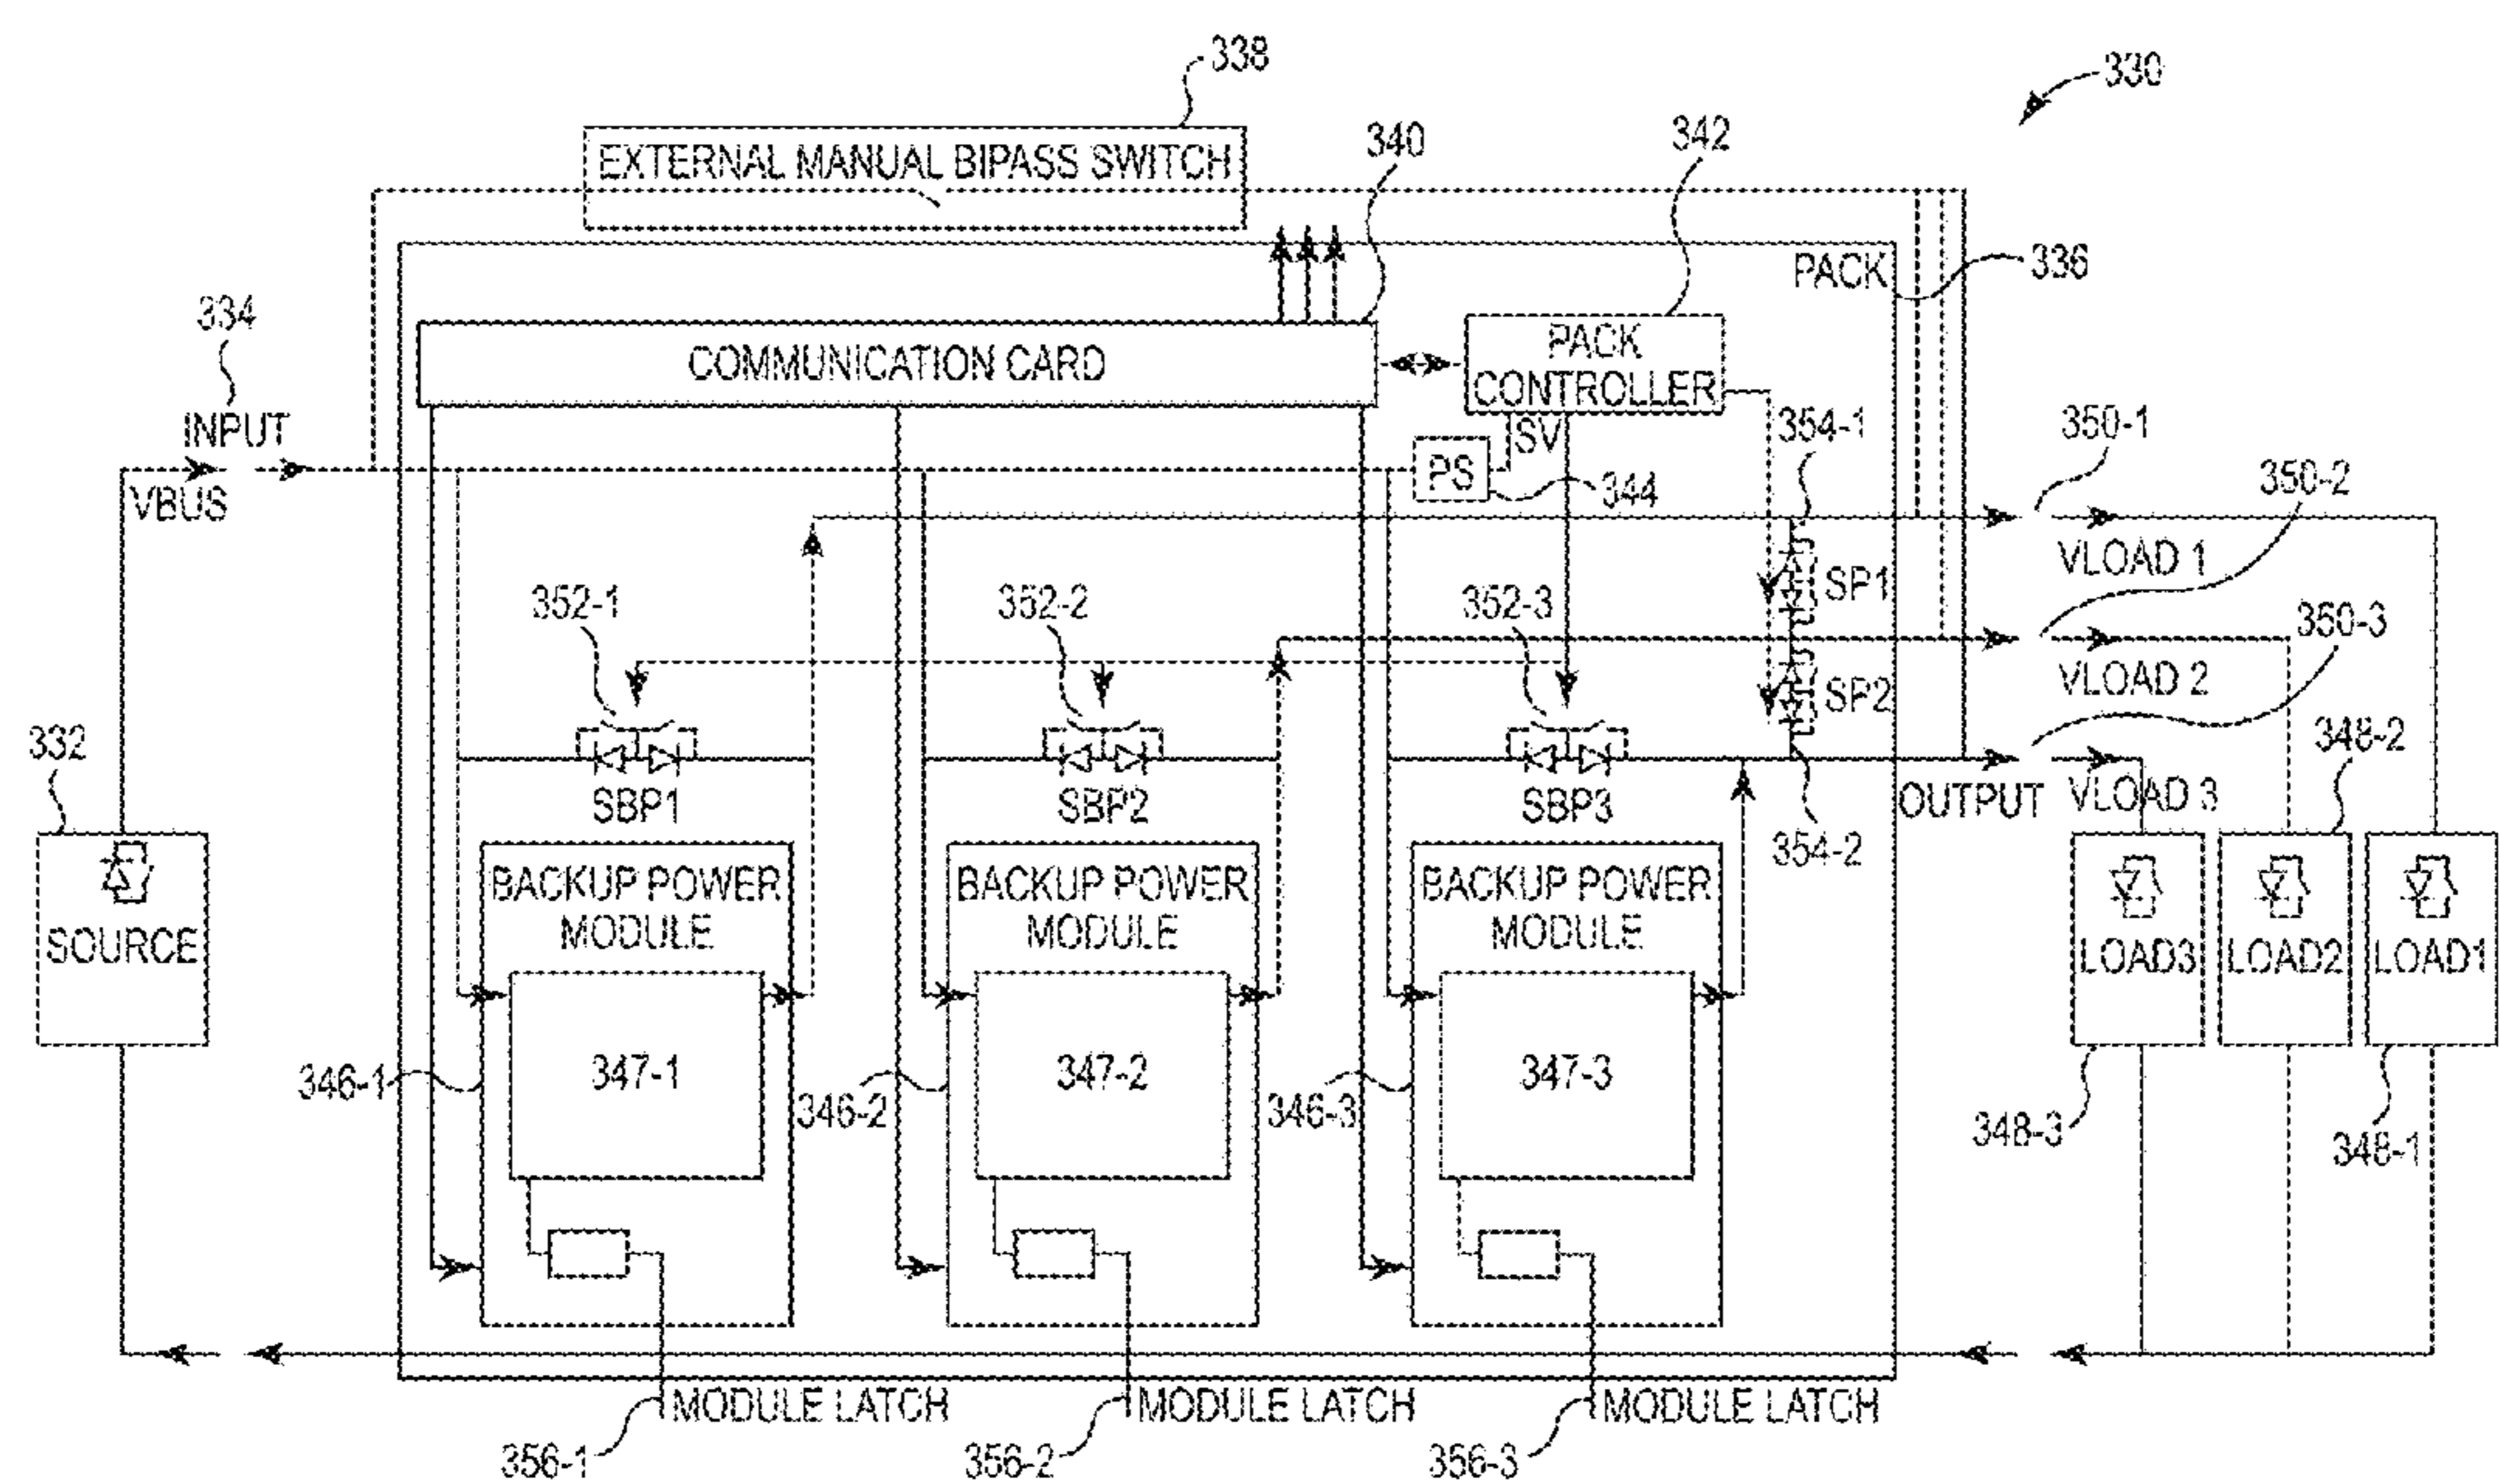 338
330
EXTERNAL MANUAL BIPASS SWITCH
340
342
PACK
336
334
COMMUNICATION CARD
PACK
CONTROLLER
INPUT
VBUS
SV
PS
344
354-1
350-1
350-2
VLOAD 1
SP1
352-1
352-2
352-3
350-3
VLOAD 2
SP2
332
348-2
SBP1
SBP2
SBP3
OUTPUT
VLOAD 3
354-2
SOURCE
BACKUP POWER
MODULE
BACKUP POWER
MODULE
BACKUP POWER
MODULE
LOAD3
LOAD2
LOAD1
347-1
347-2
347-3
346-1
346-2
346-3
348-3
348-1
MODULE LATCH
MODULE LATCH
MODULE LATCH
356-1
356-2
356-3